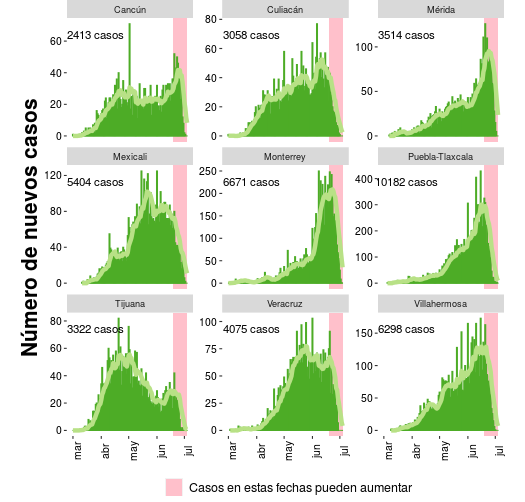 Número de nuevos casos
Cancún
2413 casos
60
40
20
0
Culiacán
3058 casos
80
60
40
20
0
Mérida
3514 casos
100
50
0
Mexicali
5404 casos
120
80
40
0
Monterrey
6671 casos
250
200
150
100
50
0
Puebla-Tlaxcala
10182 casos
400
300
200
100
0
Tijuana
3322 casos
80
60
40
20
0
mar abr may jun jul
Veracruz
4075 casos
100
75
50
25
0
mar abr may jun jul
Villahermosa
6298 casos
150
100
50
0
mar abr may jun jul
Casos en estas fechas pueden aumentar